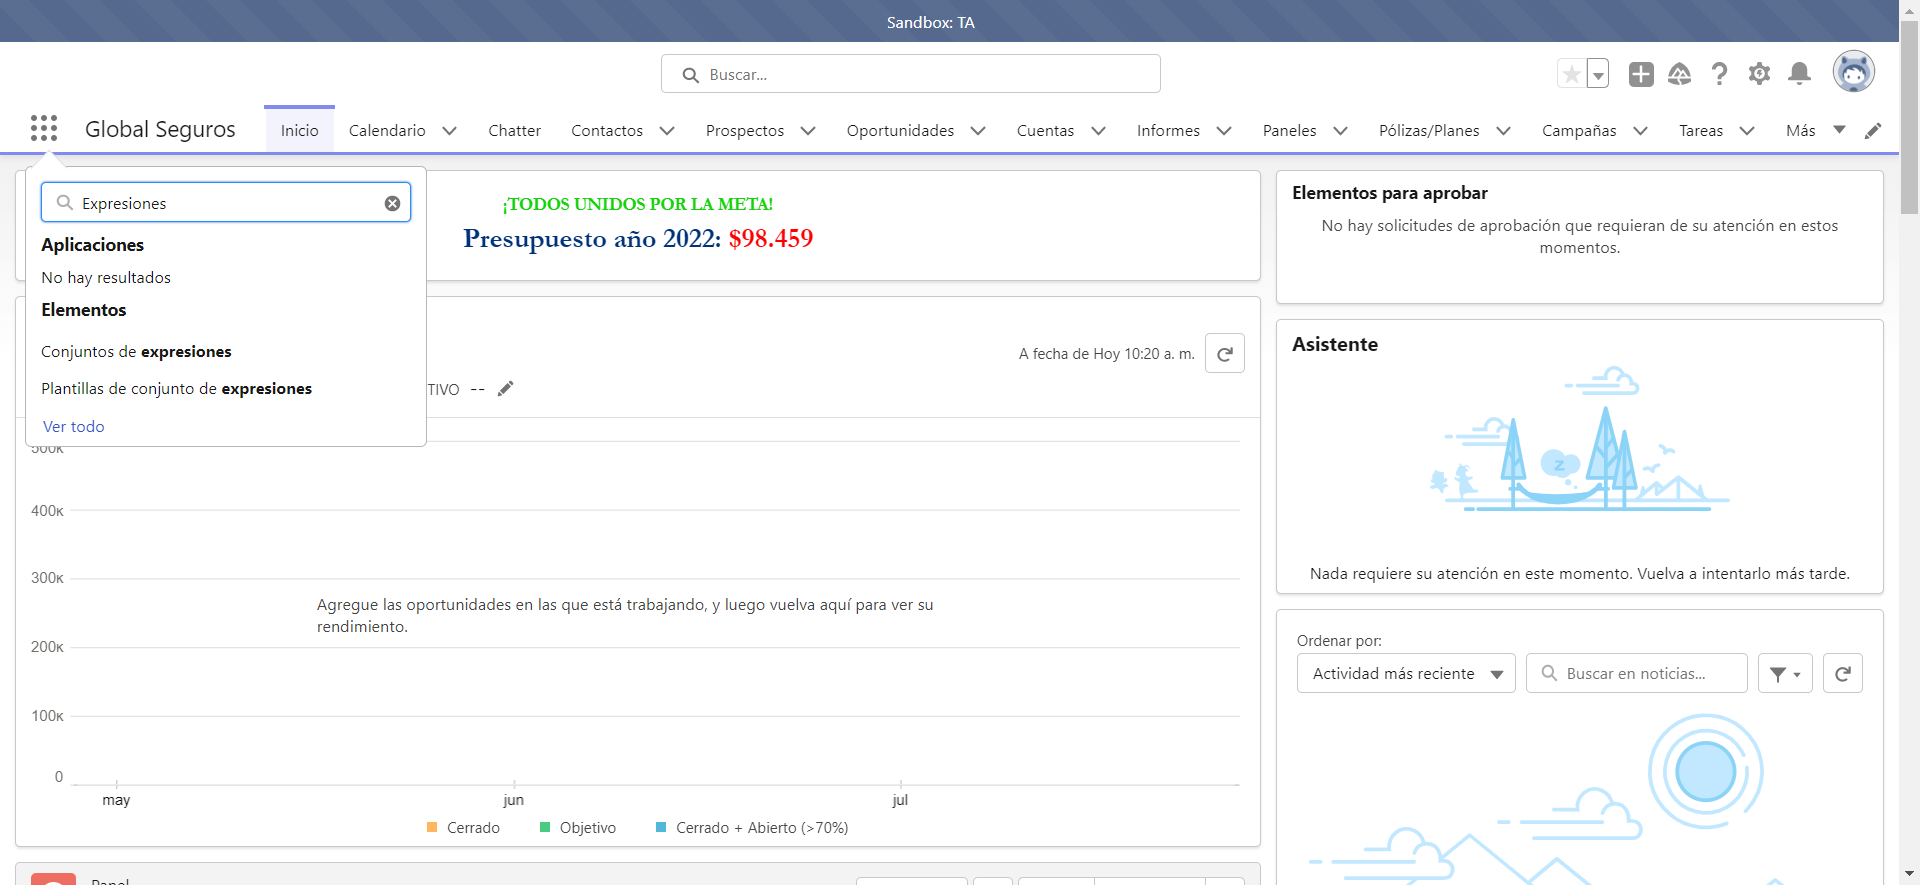 Sandbox: TA
Buscar...
Global Seguros
Inicio
Calendario
Chatter
Contactos
Prospectos
Oportunidades
Cuentas
Informes
Paneles
Pólizas/Planes
Campañas
Tareas
Más
Expresiones
Aplicaciones
No hay resultados
Elementos
Conjuntos de expresiones
Plantillas de conjunto de expresiones
Ver todo
¡TODOS UNIDOS POR LA META!
Presupuesto año 2022: $98.459
A fecha de Hoy 10:20 a. m.
TIVO --
500K
400K
300K
200K
100K
0
Agregue las oportunidades en las que está trabajando, y luego vuelva aquí para ver su
rendimiento.
may
jun
jul
Cerrado
Objetivo
Cerrado + Abierto (>70%)
Panel
Elementos para aprobar
No hay solicitudes de aprobación que requieran de su atención en estos
momentos.
Asistente
z
Nada requiere su atención en este momento. Vuelva a intentarlo más tarde.
Ordenar por:
Actividad más reciente
Buscar en noticias...